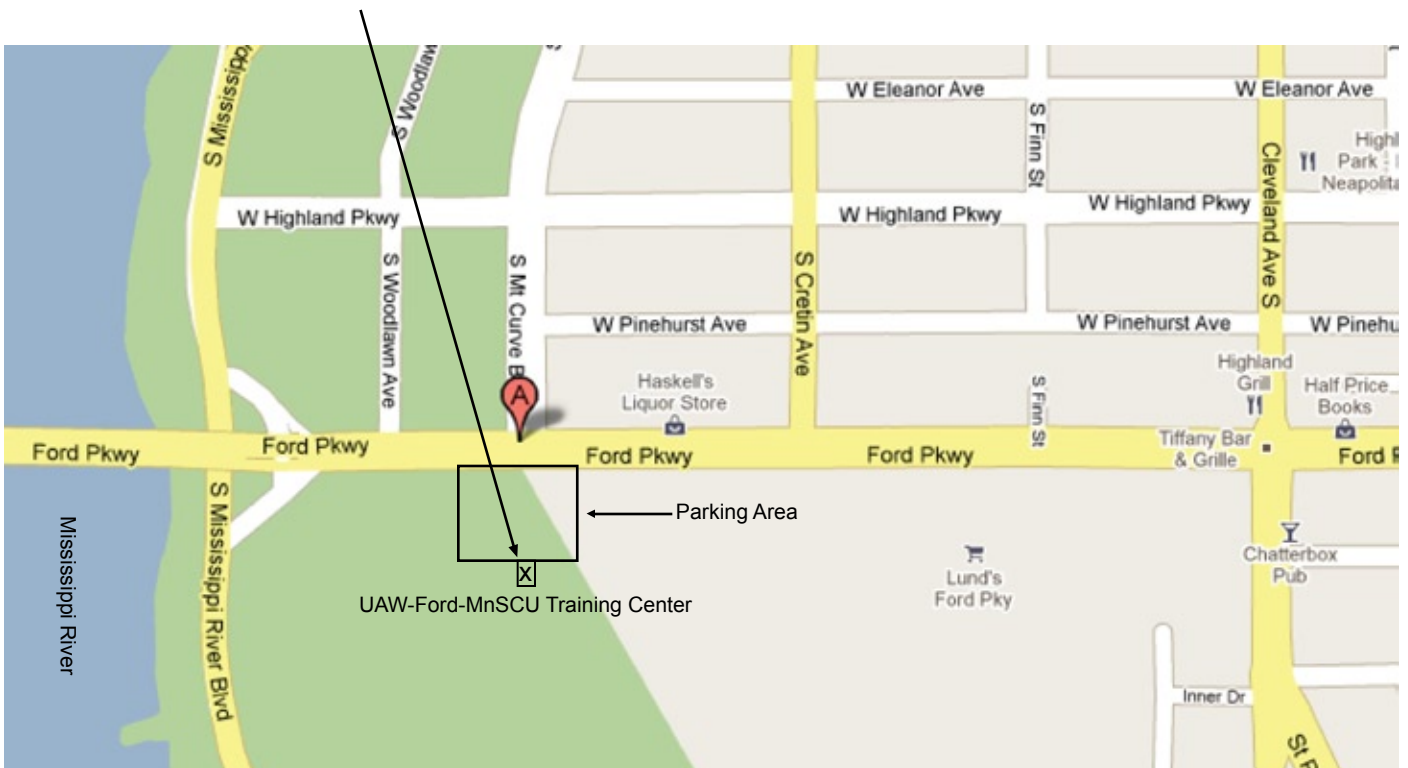 S Mississipp
S Woodlaw
W Eleanor Ave
W Eleanor Ave
S Finn St
Highl
Park
Neapolita
Cleveland Ave S
W Highland Pkwy
W Highland Pkwy
W Highland Pkwy
S Woodlawn Ave
S Mt Curve B
S Cretin Ave
W Pinehurst Ave
W Pinehurst Ave
W Pinehu
Haskell's
Liquor Store
S Finn St
Highland
Grill
Half Price
Books
A
Ford Pkwy
Ford Pkwy
Ford Pkwy
Ford Pkwy
Tiffany Bar
& Grille
Ford P
S Mississippi River Blvd
Mississippi River
Parking Area
X
UAW-Ford-MnSCU Training Center
Lund's
Ford Pky
Chatterbox
Pub
Inner Dr
St P